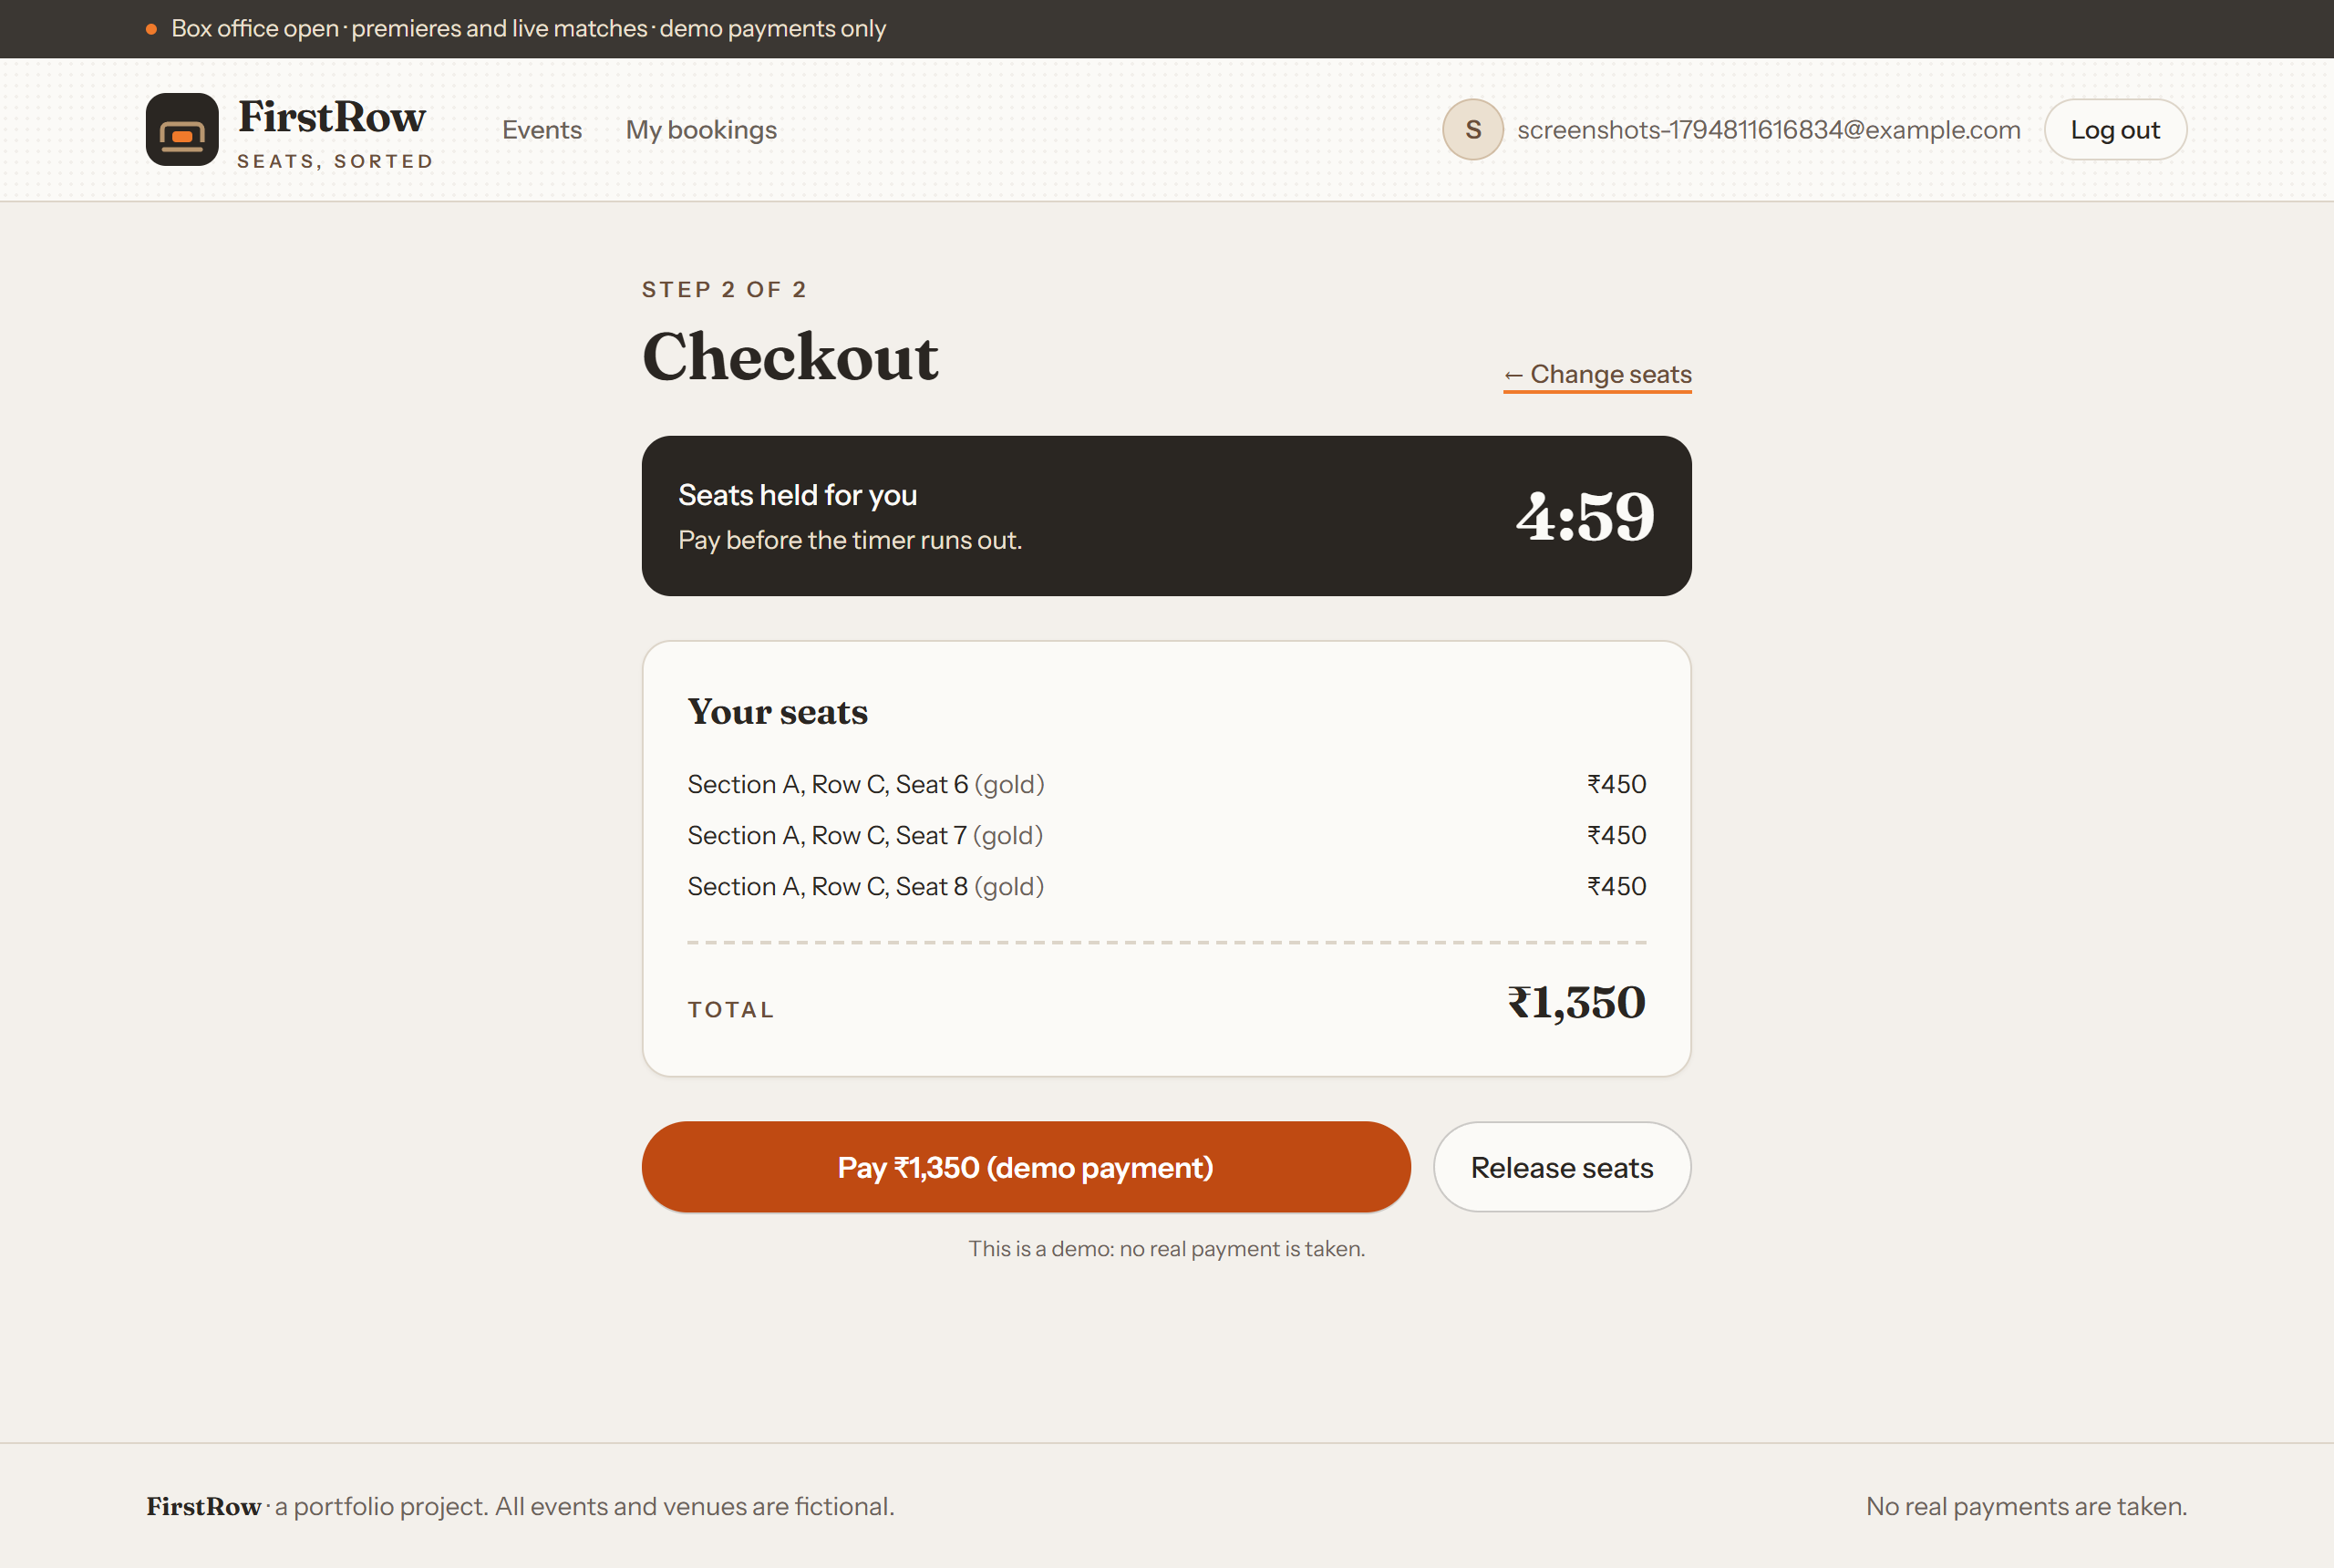 Box office open · premieres and live matches · demo payments only
FirstRow
SEATS, SORTED
Events
My bookings
S
screenshots-1794811616834@example.com
Log out
STEP 2 OF 2
Checkout
← Change seats
Seats held for you
Pay before the timer runs out.
4:59
Your seats
Section A, Row C, Seat 6 (gold) ₹450
Section A, Row C, Seat 7 (gold) ₹450
Section A, Row C, Seat 8 (gold) ₹450
TOTAL ₹1,350
Pay ₹1,350 (demo payment)
Release seats
This is a demo: no real payment is taken.
FirstRow · a portfolio project. All events and venues are fictional.
No real payments are taken.